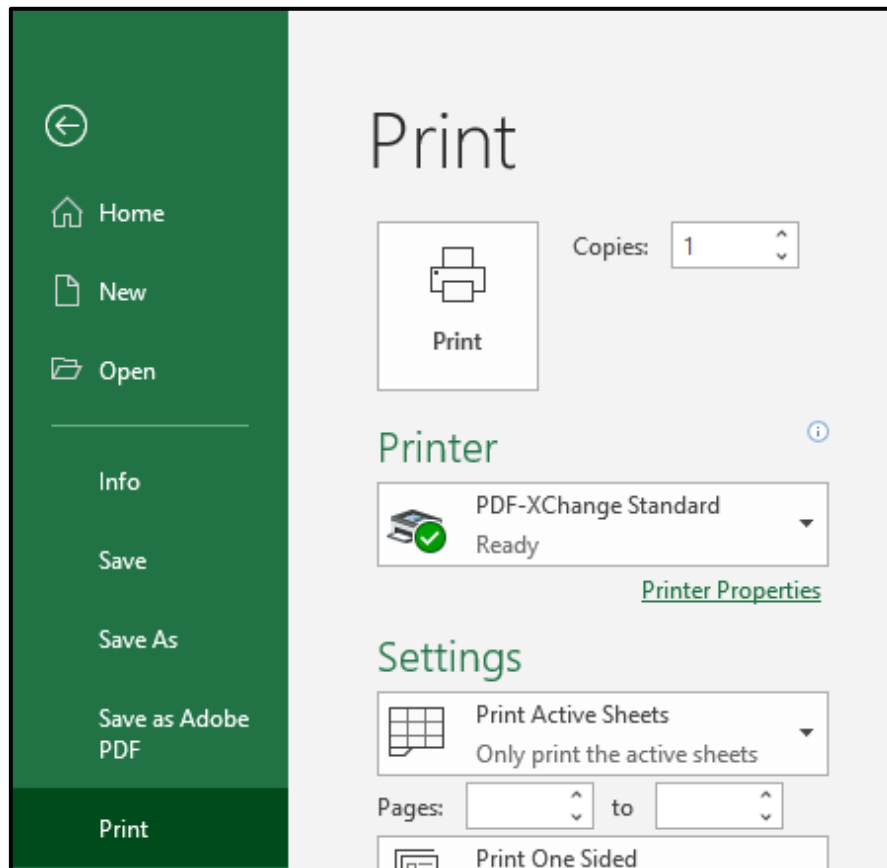 Home
New
Open
Info
Save
Save As
Save as Adobe
PDF
Print
Print
Print
Copies: 1
Printer
PDF-XChange Standard
Ready
Printer Properties
Settings
Print Active Sheets
Only print the active sheets
Pages: to
Print One Sided